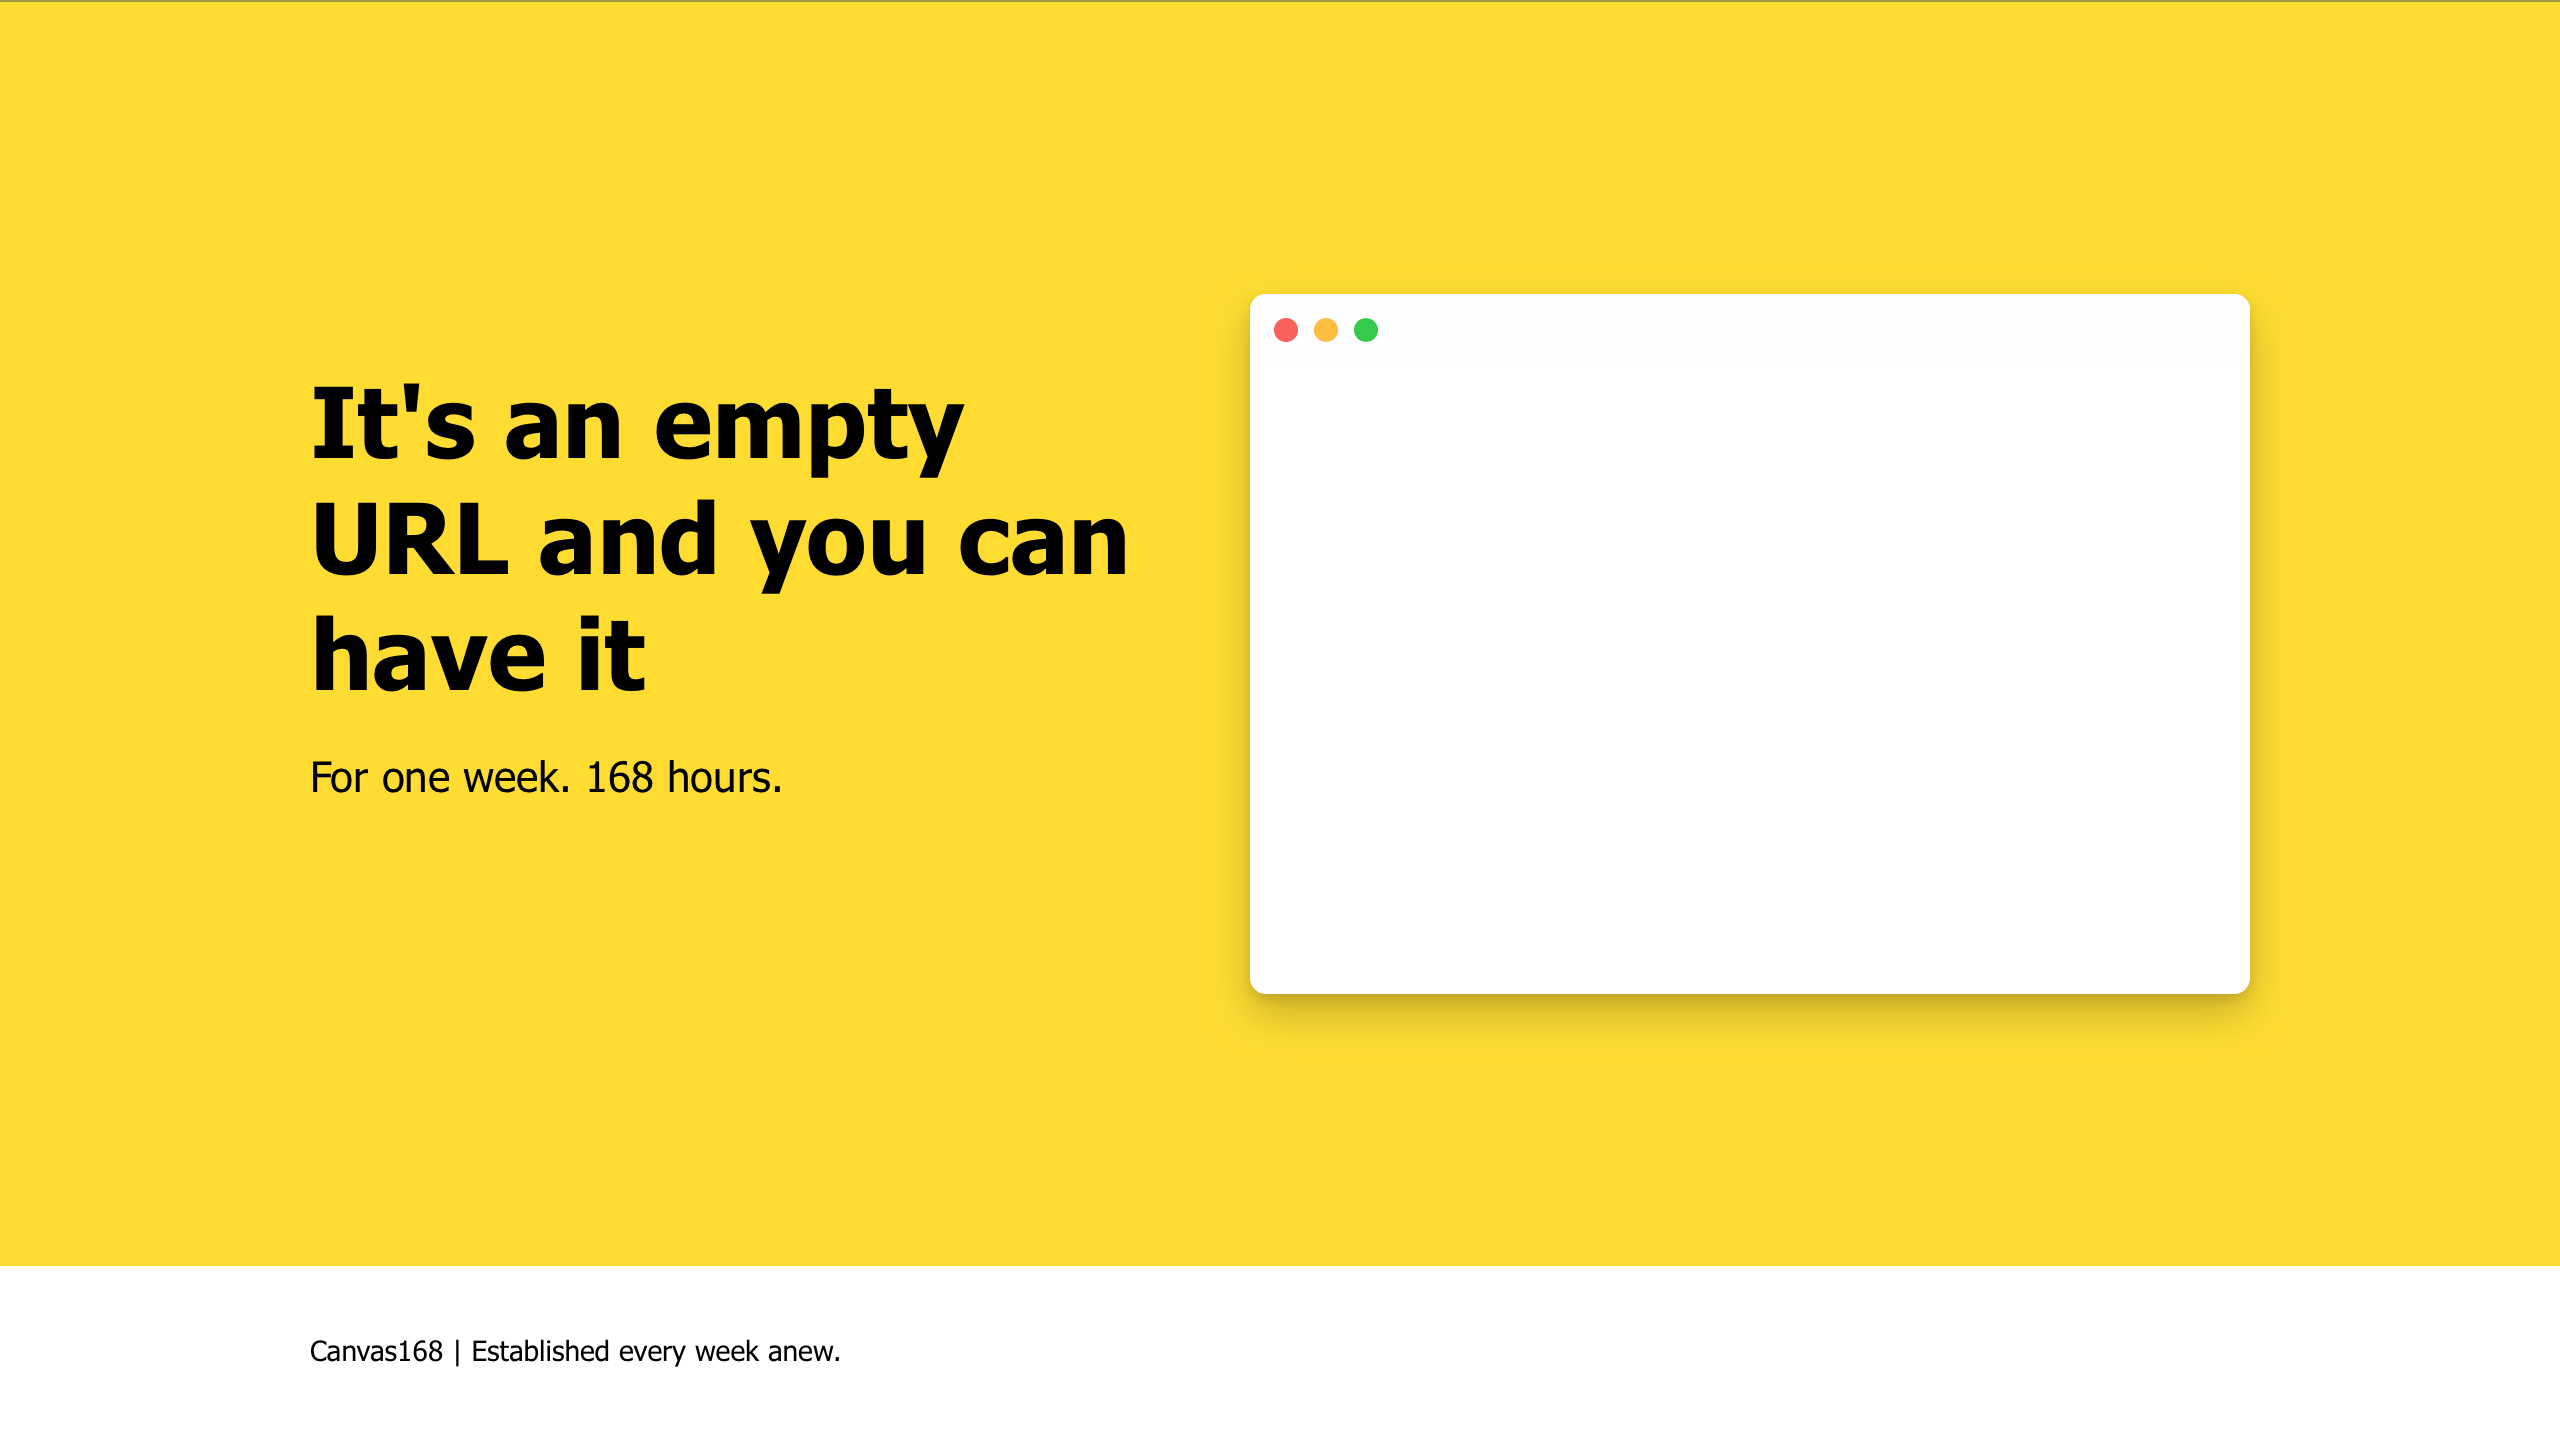 It's an empty
URL and you can
have it
For one week. 168 hours.
Canvas168 | Established every week anew.